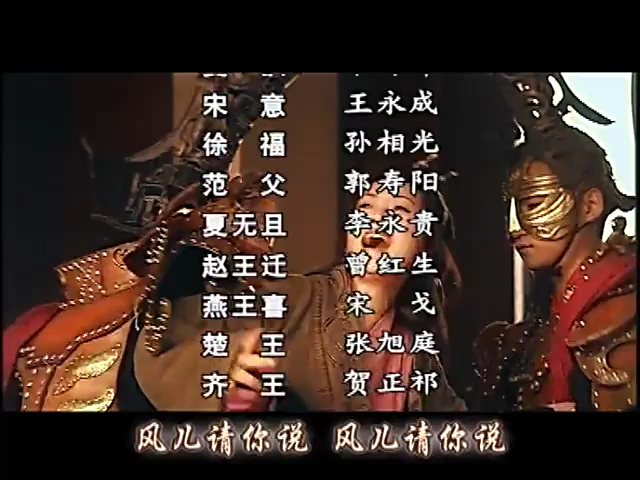 宋意 王永成
徐福 孙相光
范父 郭寿阳
夏无且 李永贵
赵王迁 曾红生
燕王喜 宋戈
楚王 张旭庭
齐王 贺正祁
风儿请你说 风儿请你说